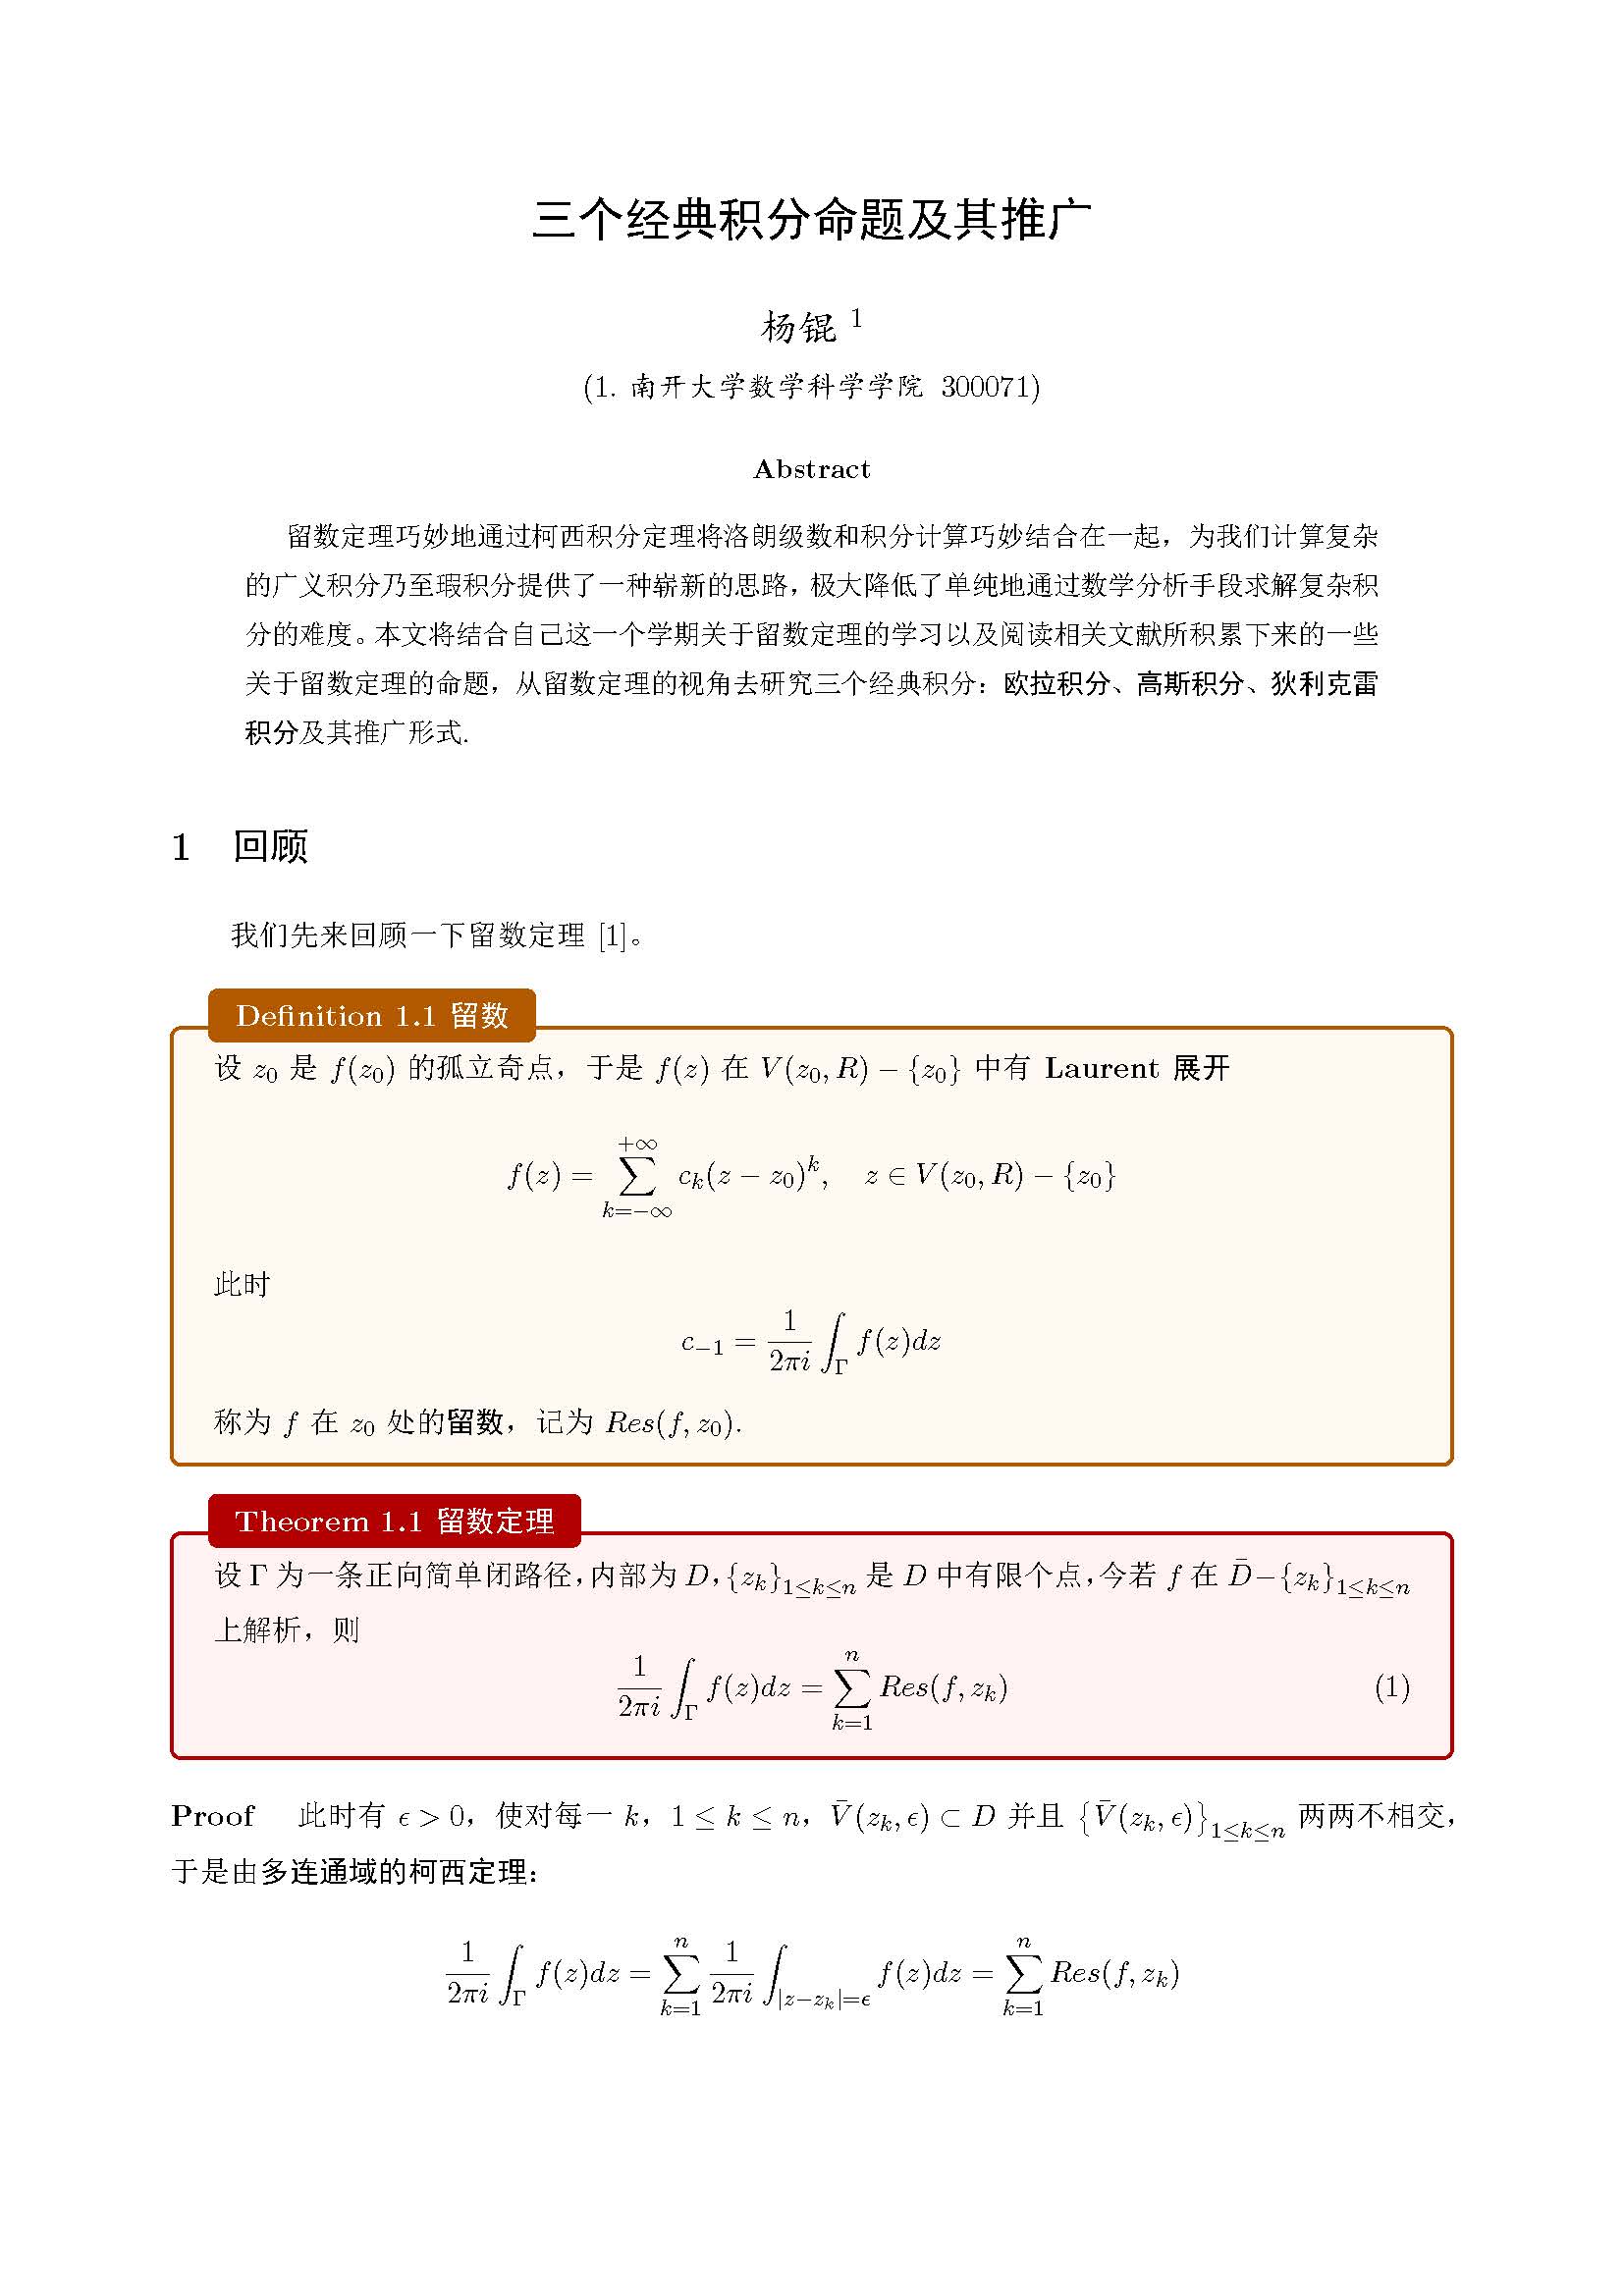 三个经典积分命题及其推广
杨锟 ¹
(1. 南开大学数学科学学院 300071)
Abstract
留数定理巧妙地通过柯西积分定理将洛朗级数和积分计算巧妙结合在一起，为我们计算复杂
的广义积分乃至瑕积分提供了一种崭新的思路，极大降低了单纯地通过数学分析手段求解复杂积
分的难度。本文将结合自己这一个学期关于留数定理的学习以及阅读相关文献所积累下来的一些
关于留数定理的命题，从留数定理的视角去研究三个经典积分：欧拉积分、高斯积分、狄利克雷
积分及其推广形式.
1 回顾
我们先来回顾一下留数定理 [1]。
Definition 1.1 留数
设 $z_0$ 是 $f(z_0)$ 的孤立奇点，于是 $f(z)$ 在 $V(z_0, R) - \{z_0\}$ 中有 Laurent 展开
$f(z) = \sum_{k=-\infty}^{+\infty} c_k (z - z_0)^k, \quad z \in V(z_0, R) - \{z_0\}$
此时
$c_{-1} = \frac{1}{2\pi i} \int_\Gamma f(z)dz$
称为 $f$ 在 $z_0$ 处的留数，记为 $Res(f, z_0)$.
Theorem 1.1 留数定理
设 $\Gamma$ 为一条正向简单闭路径，内部为 $D$，$\{z_k\}_{1 \leq k \leq n}$ 是 $D$ 中有限个点，今若 $f$ 在 $\bar{D} - \{z_k\}_{1 \leq k \leq n}$
上解析，则
$\frac{1}{2\pi i} \int_\Gamma f(z)dz = \sum_{k=1}^{n} Res(f, z_k)$ (1)
Proof 此时有 $\epsilon > 0$，使对每一 $k$，$1 \leq k \leq n$，$\bar{V}(z_k, \epsilon) \subset D$ 并且 $\{\bar{V}(z_k, \epsilon)\}_{1 \leq k \leq n}$ 两两不相交，
于是由多连通域的柯西定理：
$\frac{1}{2\pi i} \int_\Gamma f(z)dz = \sum_{k=1}^{n} \frac{1}{2\pi i} \int_{|z - z_k| = \epsilon} f(z)dz = \sum_{k=1}^{n} Res(f, z_k)$